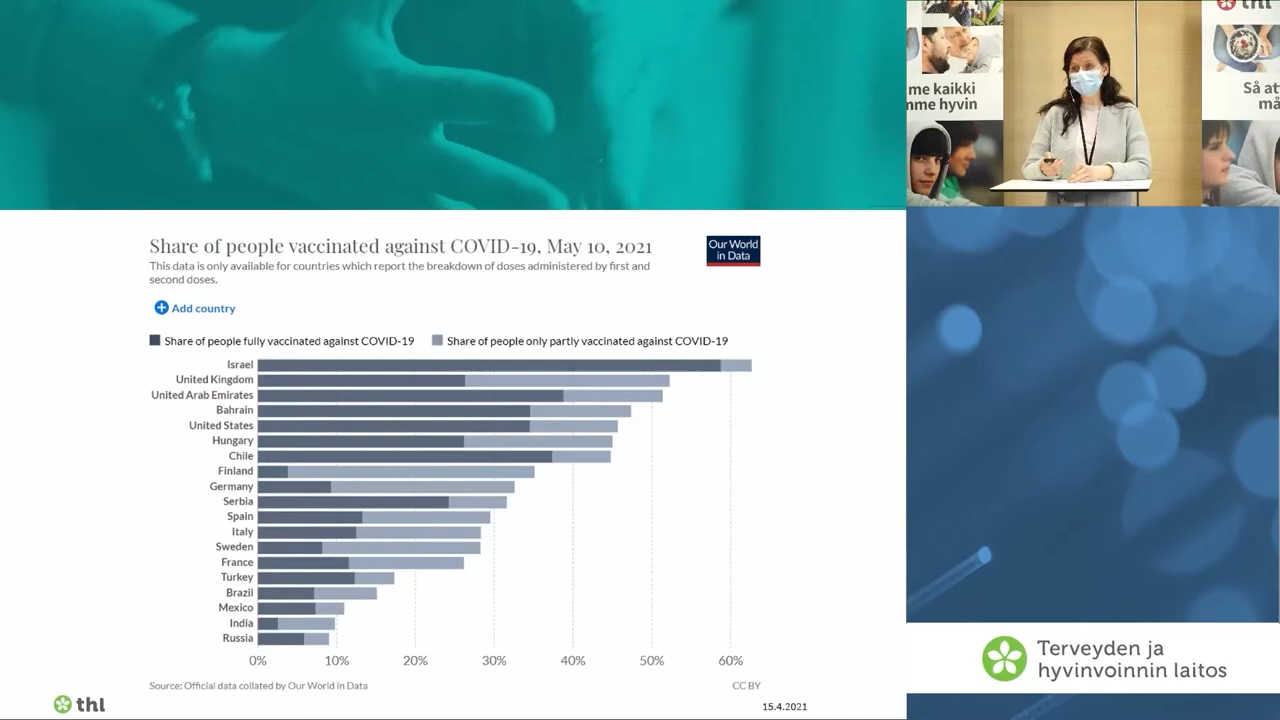 thl
me kaikki
nme hyvin
Så at
må
Share of people vaccinated against COVID-19, May 10, 2021
Our World
in Data
This data is only available for countries which report the breakdown of doses administered by first and
second doses.
Add country
Share of people fully vaccinated against COVID-19
Share of people only partly vaccinated against COVID-19
Israel
United Kingdom
United Arab Emirates
Bahrain
United States
Hungary
Chile
Finland
Germany
Serbia
Spain
Italy
Sweden
France
Turkey
Brazil
Mexico
India
Russia
0% 10% 20% 30% 40% 50% 60%
Source: Official data collated by Our World in Data
CC BY
thl
15.4.2021
Terveyden ja
hyvinvoinnin laitos